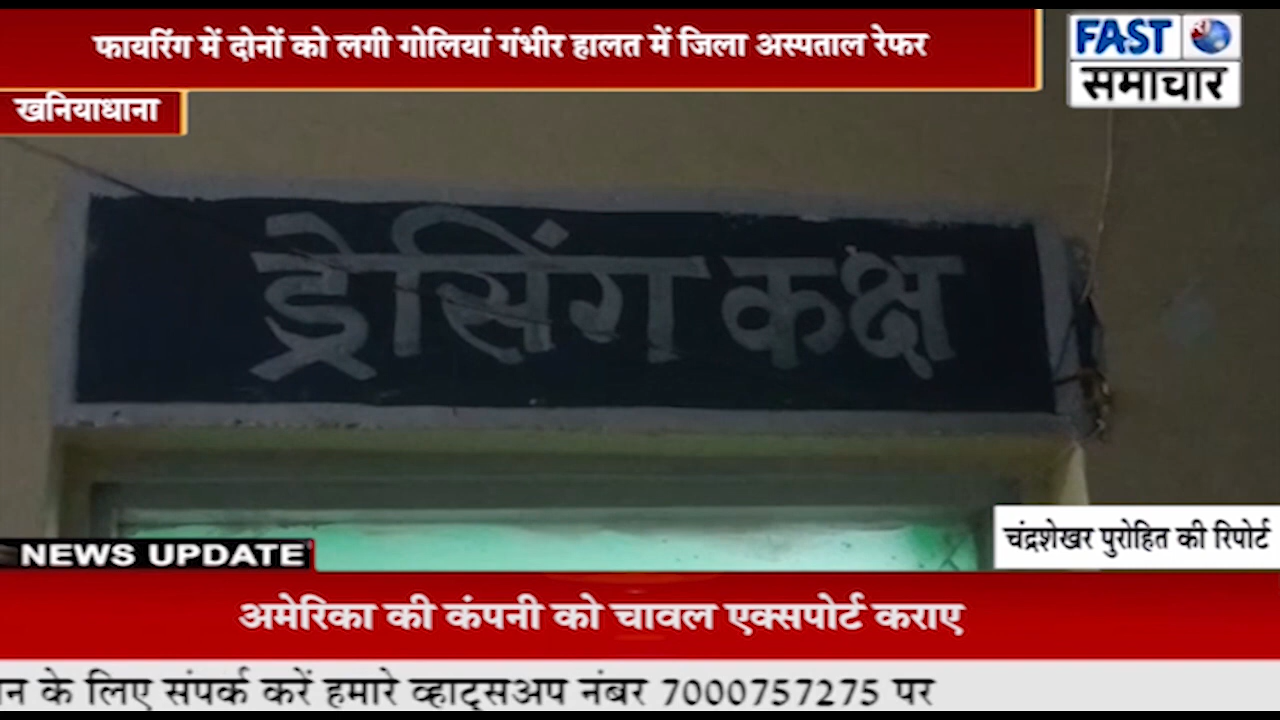 फायरिंग में दोनों को लगी गोलियां गंभीर हालत में जिला अस्पताल रेफर
FAST
समाचार
खनियाधाना
ड्रेसिंग कक्ष
चंद्रशेखर पुरोहित की रिपोर्ट
NEWS UPDATE
अमेरिका की कंपनी को चावल एक्सपोर्ट कराए
न के लिए संपर्क करें हमारे व्हाट्सअप नंबर 7000757275 पर